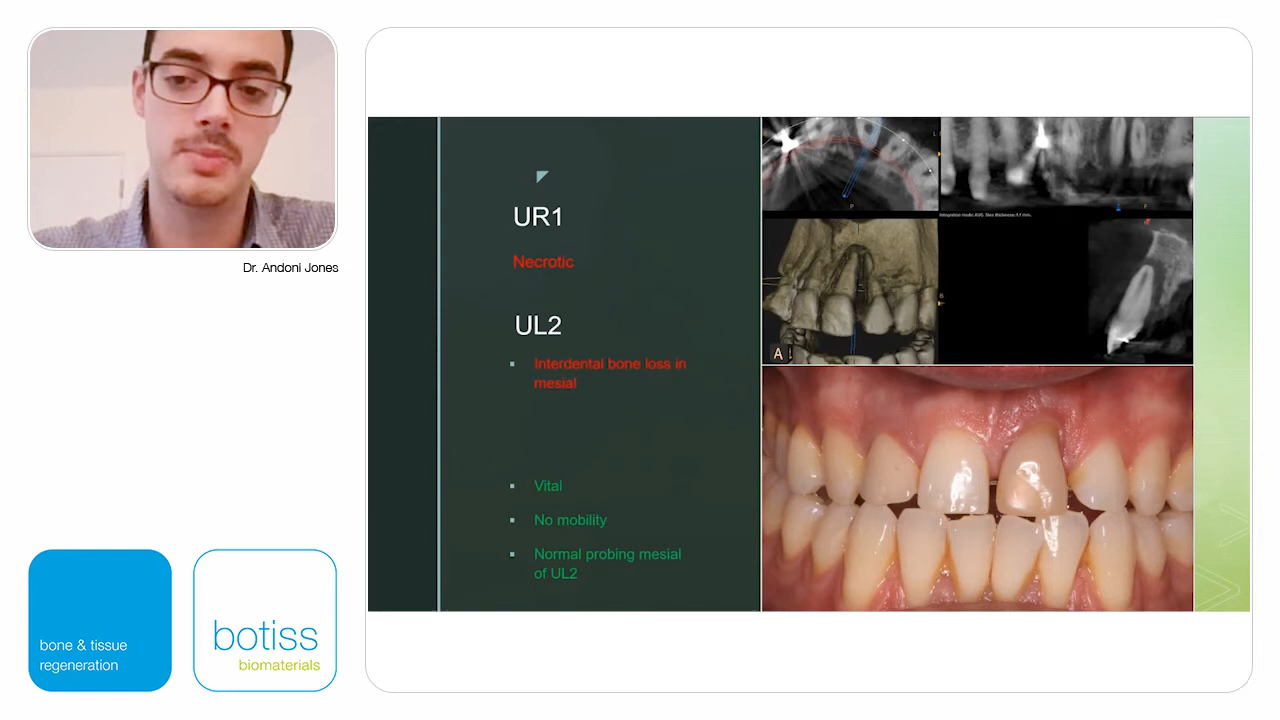 Dr. Andoni Jones
bone & tissue
regeneration
botiss
biomaterials
UR1
Necrotic
UL2
Interdental bone loss in
mesial
Vital
No mobility
Normal probing mesial
of UL2
A
P